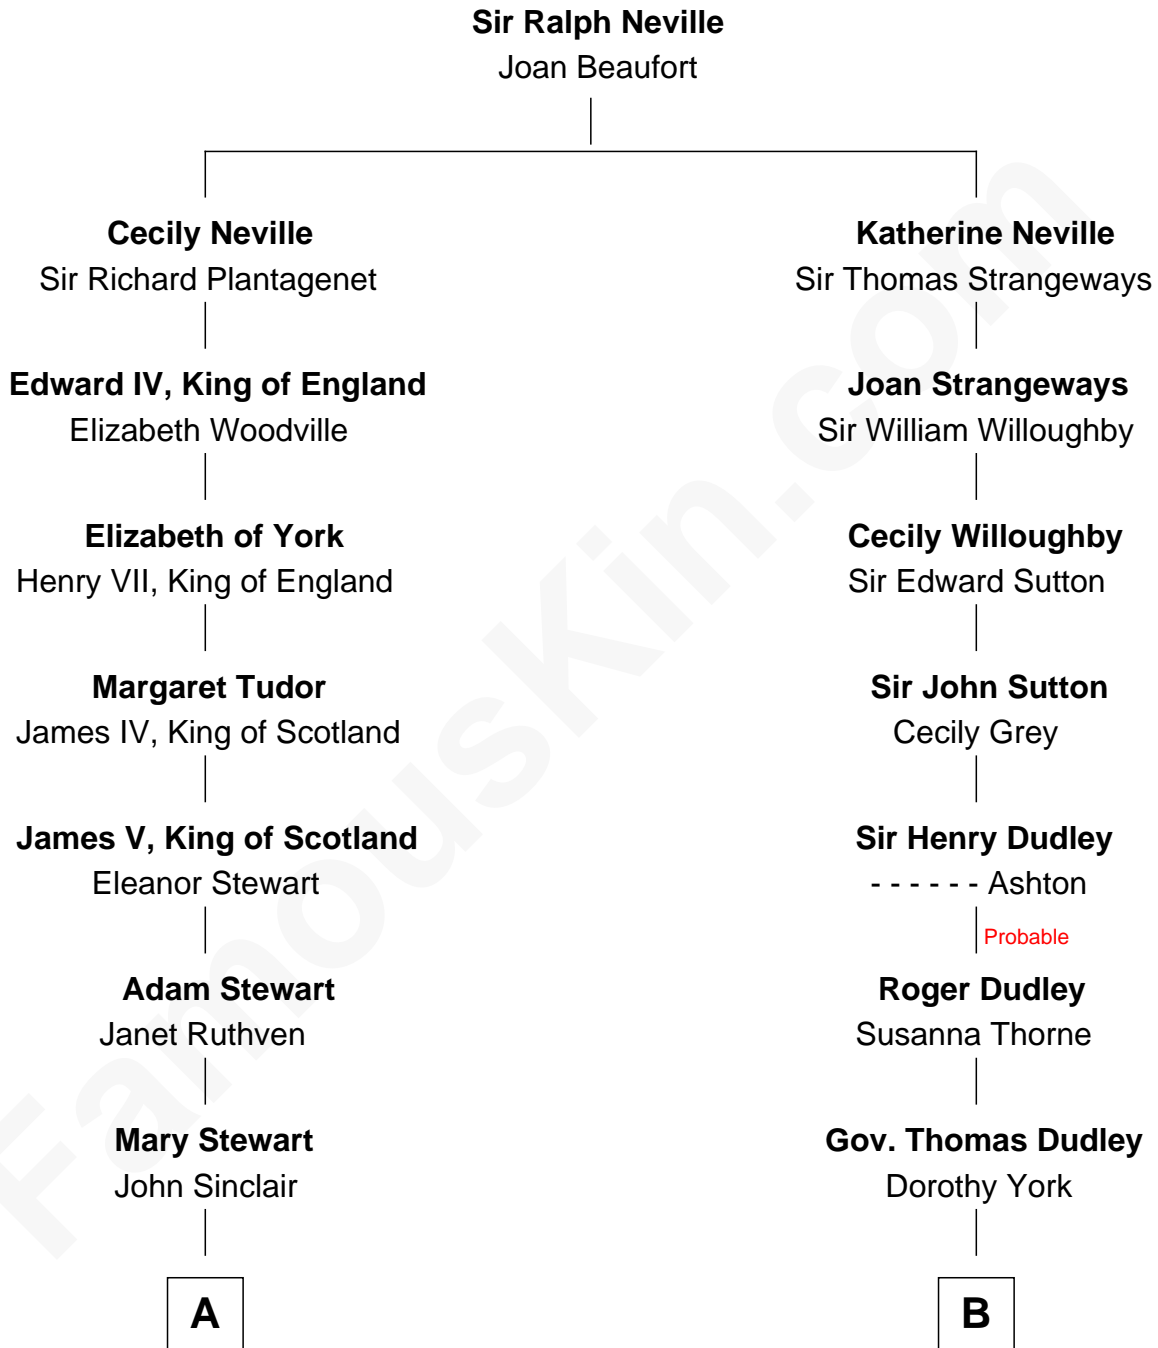 Sir Ralph Neville
Joan Beaufort
Cecily Neville
Sir Richard Plantagenet
Katherine Neville
Sir Thomas Strangeways
Edward IV, King of England
Elizabeth Woodville
Joan Strangeways
Sir William Willoughby
Elizabeth of York
Henry VII, King of England
Cecily Willoughby
Sir Edward Sutton
Margaret Tudor
James IV, King of Scotland
Sir John Sutton
Cecily Grey
James V, King of Scotland
Eleanor Stewart
Sir Henry Dudley
- - - - - - Ashton
Probable
Adam Stewart
Janet Ruthven
Roger Dudley
Susanna Thorne
Mary Stewart
John Sinclair
Gov. Thomas Dudley
Dorothy York
A
B
FamousKin.com